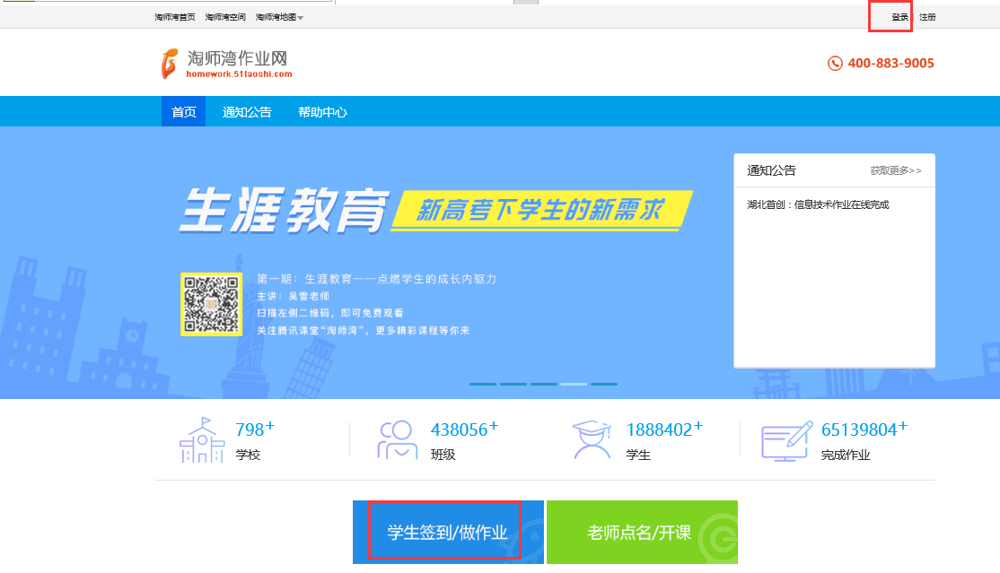 淘师湾首页 淘师湾空间 淘师湾地图 登录 注册
淘师湾作业网
homework.51taoshi.com
400-883-9005
首页 通知公告 帮助中心
生涯教育 新高考下学生的新需求
第一期：生涯教育——点燃学生的成长内驱力
主讲：吴雪老师
扫描左侧二维码，即可免费观看
关注腾讯课堂“淘师湾”，更多精彩课程等你来
通知公告 获取更多>>
湖北首创：信息技术作业在线完成
798+
学校
438056+
班级
1888402+
学生
65139804+
完成作业
学生签到/做作业
老师点名/开课